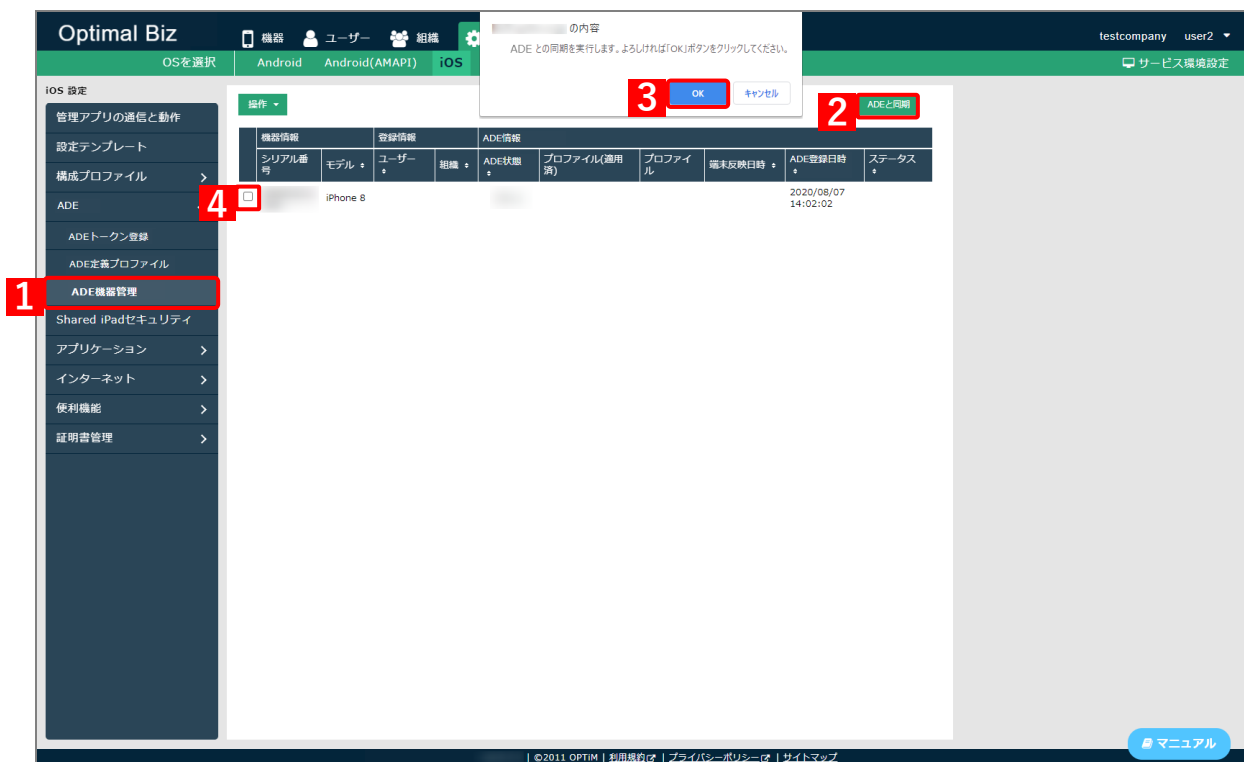 Optimal Biz
機器
ユーザー
組織
の内容
ADE との同期を実行します。よろしければ「OK」ボタンをクリックしてください。
OK
キャンセル
testcompany user2
OSを選択
Android
Android(AMAPI)
iOS
サービス環境設定
iOS 設定
管理アプリの通信と動作
設定テンプレート
構成プロファイル
ADE
ADEトークン登録
ADE定義プロファイル
ADE機器管理
Shared iPadセキュリティ
アプリケーション
インターネット
便利機能
証明書管理
1
2
3
4
操作
ADEと同期
機器情報 登録情報 ADE情報
シリアル番号 モデル ユーザー 組織 ADE状態 プロファイル(適用済) プロファイル 端末反映日時 ADE登録日時 ステータス
iPhone 8 2020/08/07 14:02:02
マニュアル
| ©2011 OPTiM | 利用規約 | プライバシーポリシー | サイトマップ